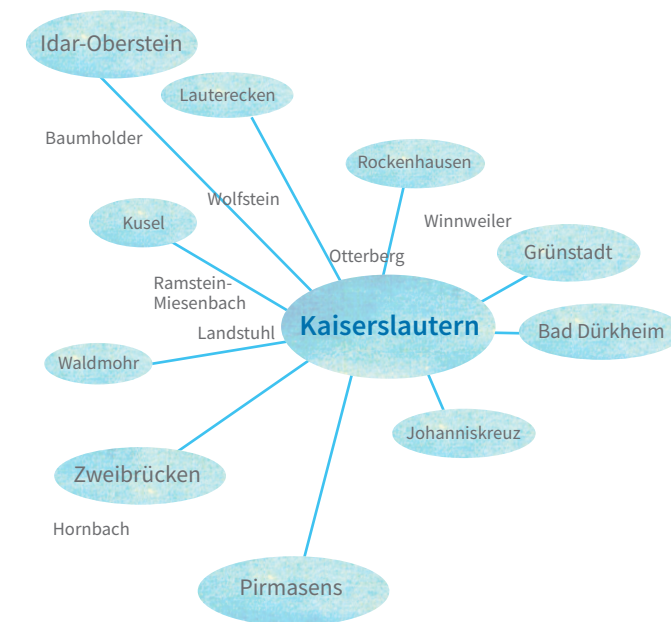 Idar-Oberstein
Lauterecken
Baumholder
Rockenhausen
Wolfstein
Kusel
Winnweiler
Otterberg
Grünstadt
Ramstein-
Miesenbach
Kaiserslautern
Landstuhl
Bad Dürkheim
Waldmohr
Johanniskreuz
Zweibrücken
Hornbach
Pirmasens